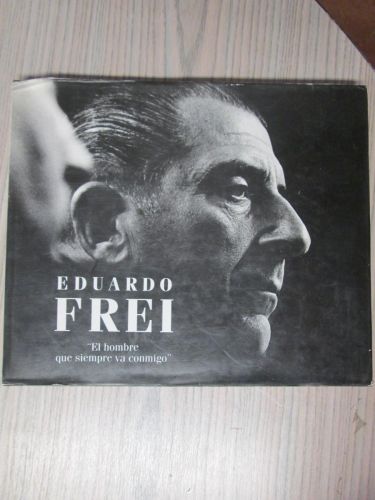 EDUARDO
FREI
"El hombre
que siempre va conmigo"